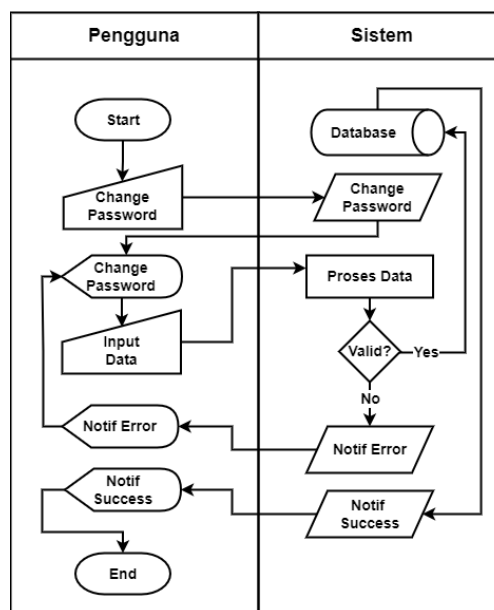 Pengguna
Sistem
Start
Database
Change
Password
Change
Password
Change
Password
Proses Data
Input
Data
Valid?
Yes
No
Notif Error
Notif Error
Notif
Success
Notif
Success
End